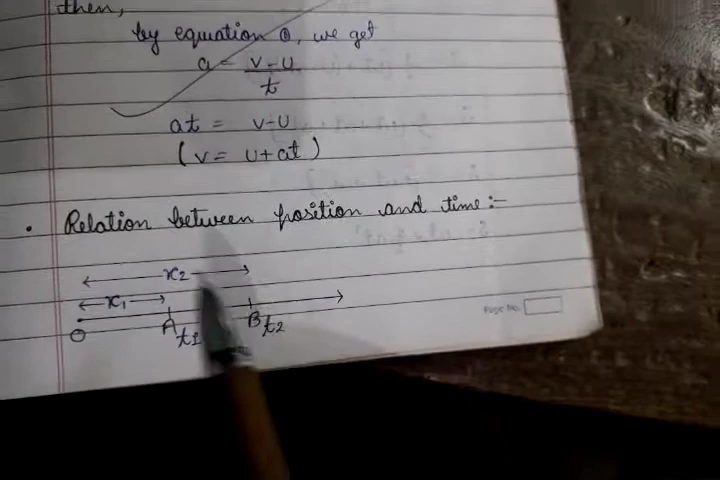 then,
by equation ①, we get
a = v-u / t
at = v-u
(v = u+at)
• Relation between position and time :-
x2
x1
O A t1 B t2
Page No.